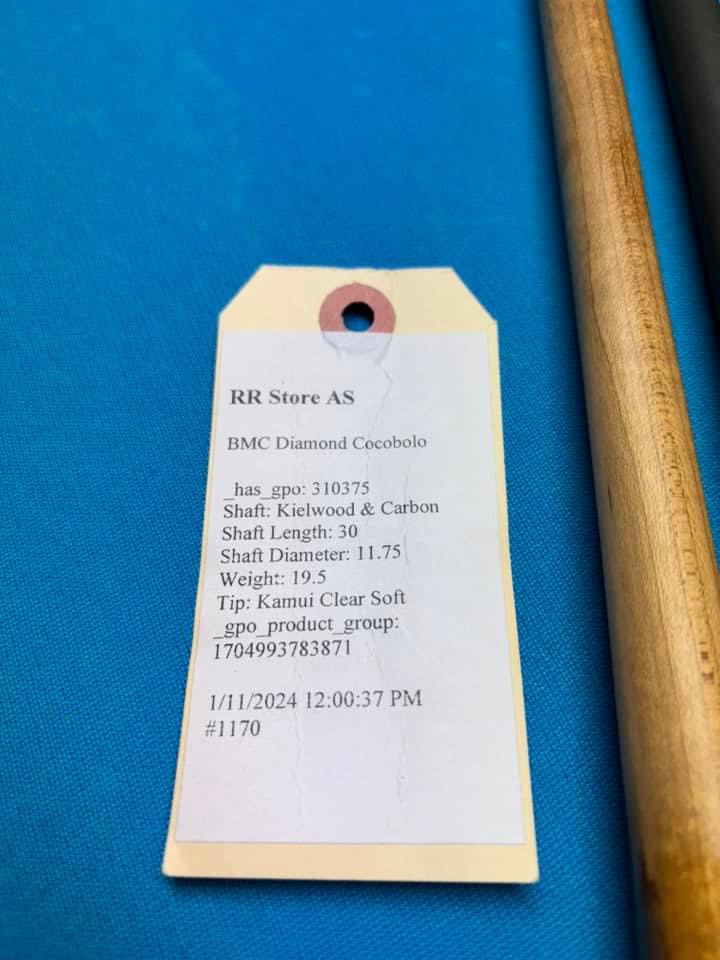 RR Store AS
BMC Diamond Cocobolo
_has_gpo: 310375
Shaft: Kielwood & Carbon
Shaft Length: 30
Shaft Diameter: 11.75
Weight: 19.5
Tip: Kamui Clear Soft
_gpo_product_group:
1704993783871
1/11/2024 12:00:37 PM
#1170